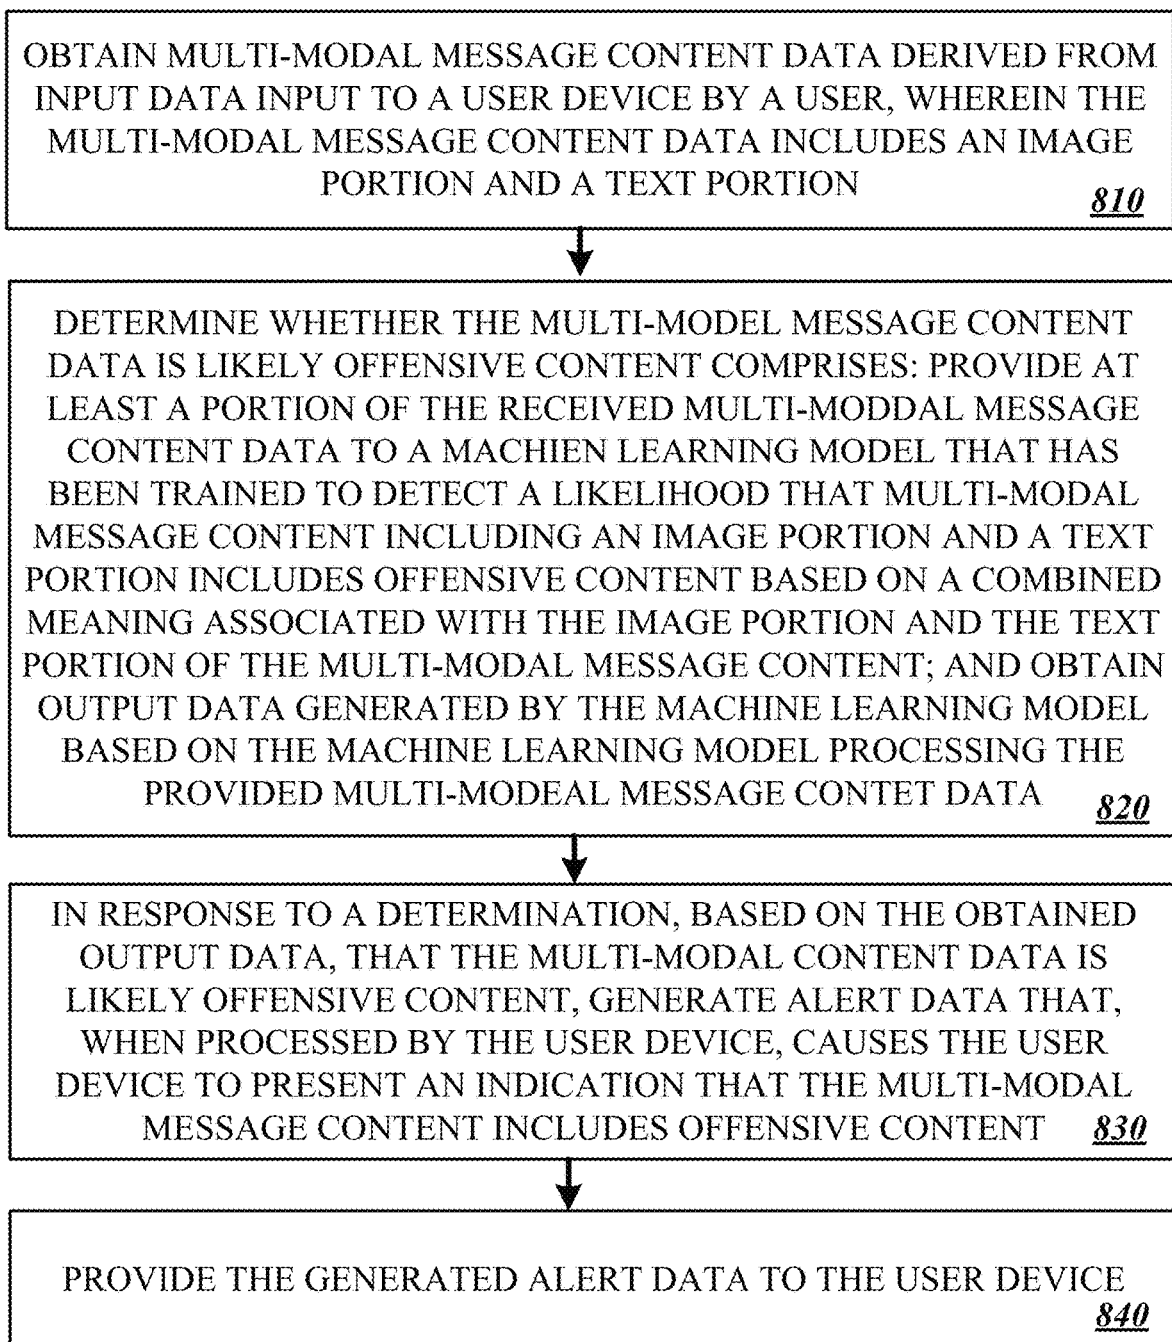 OBTAIN MULTI-MODAL MESSAGE CONTENT DATA DERIVED FROM
INPUT DATA INPUT TO A USER DEVICE BY A USER, WHEREIN THE
MULTI-MODAL MESSAGE CONTENT DATA INCLUDES AN IMAGE
PORTION AND A TEXT PORTION
810
DETERMINE WHETHER THE MULTI-MODEL MESSAGE CONTENT
DATA IS LIKELY OFFENSIVE CONTENT COMPRISES: PROVIDE AT
LEAST A PORTION OF THE RECEIVED MULTI-MODDAL MESSAGE
CONTENT DATA TO A MACHIEN LEARNING MODEL THAT HAS
BEEN TRAINED TO DETECT A LIKELIHOOD THAT MULTI-MODAL
MESSAGE CONTENT INCLUDING AN IMAGE PORTION AND A TEXT
PORTION INCLUDES OFFENSIVE CONTENT BASED ON A COMBINED
MEANING ASSOCIATED WITH THE IMAGE PORTION AND THE TEXT
PORTION OF THE MULTI-MODAL MESSAGE CONTENT; AND OBTAIN
OUTPUT DATA GENERATED BY THE MACHINE LEARNING MODEL
BASED ON THE MACHINE LEARNING MODEL PROCESSING THE
PROVIDED MULTI-MODEAL MESSAGE CONTET DATA
820
IN RESPONSE TO A DETERMINATION, BASED ON THE OBTAINED
OUTPUT DATA, THAT THE MULTI-MODAL CONTENT DATA IS
LIKELY OFFENSIVE CONTENT, GENERATE ALERT DATA THAT,
WHEN PROCESSED BY THE USER DEVICE, CAUSES THE USER
DEVICE TO PRESENT AN INDICATION THAT THE MULTI-MODAL
MESSAGE CONTENT INCLUDES OFFENSIVE CONTENT 830
PROVIDE THE GENERATED ALERT DATA TO THE USER DEVICE
840